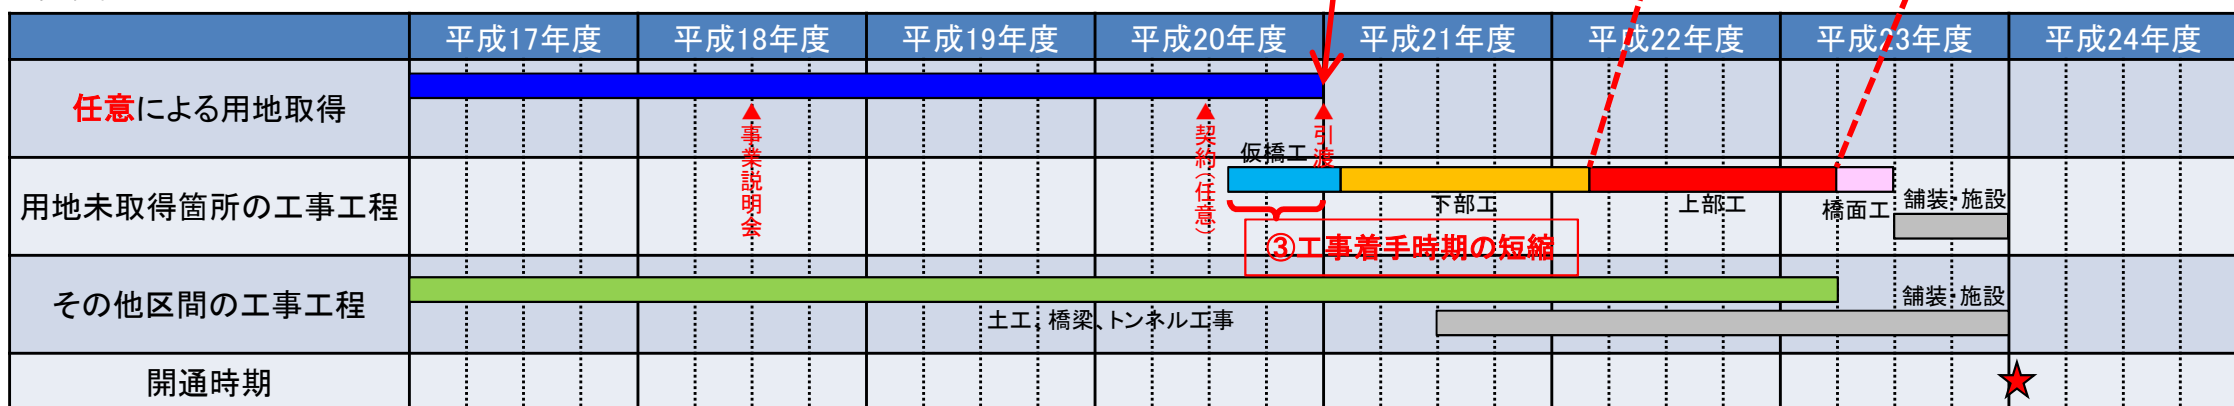 平成17年度 平成18年度 平成19年度 平成20年度 平成21年度 平成22年度 平成23年度 平成24年度
任意による用地取得
事業説明会
契約(任意)
引渡
用地未取得箇所の工事工程
仮橋工
下部工
上部工
橋面工
舗装・施設
③工事着手時期の短縮
その他区間の工事工程
土工、橋梁、トンネル工事
舗装・施設
開通時期